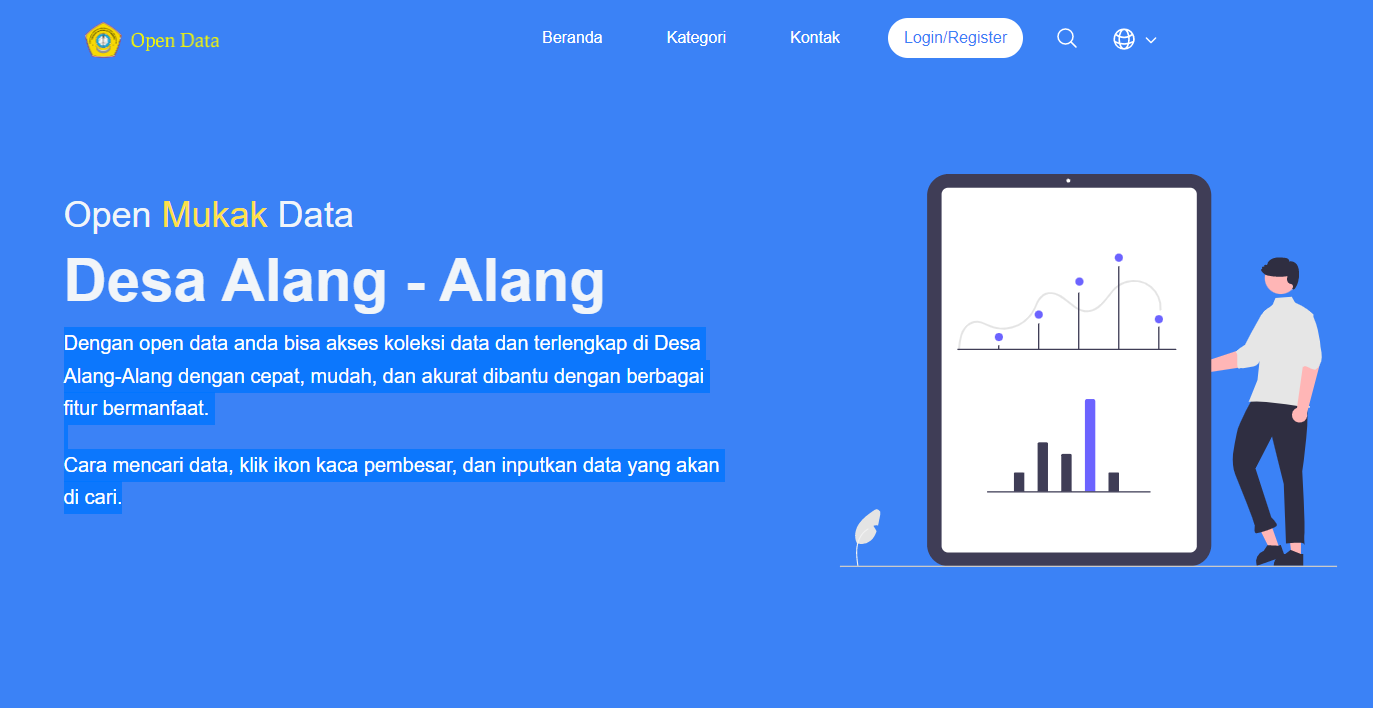 Open Data
Beranda
Kategori
Kontak
Login/Register
Open Mukak Data
Desa Alang - Alang
Dengan open data anda bisa akses koleksi data dan terlengkap di Desa
Alang-Alang dengan cepat, mudah, dan akurat dibantu dengan berbagai
fitur bermanfaat.
Cara mencari data, klik ikon kaca pembesar, dan inputkan data yang akan
di cari.